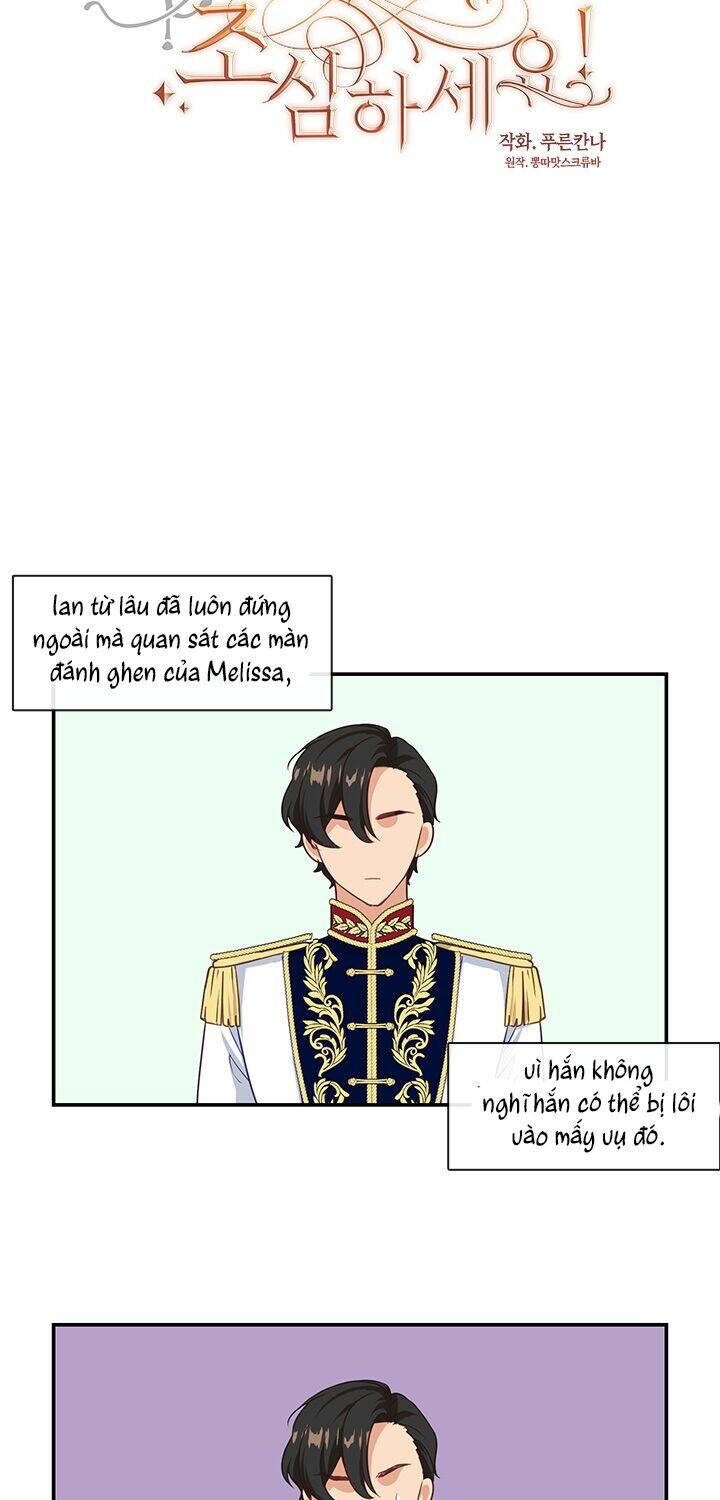 조심하세요!
작화. 푸른칸나
원작. 뽕따맛스크류바
Ian từ lâu đã luôn đứng
ngoài mà quan sát các màn
đánh ghen của Melissa,
vì hắn không
nghĩ hắn có thể bị lôi
vào mấy vụ đó.